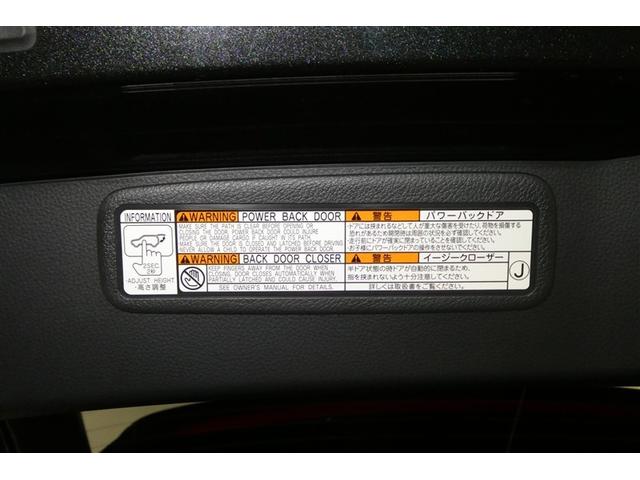 INFORMATION
2SEC
2秒
ADJUST HEIGHT
・高さ調整
WARNING POWER BACK DOOR
MAKE SURE THE PATH IS CLEAR BEFORE OPENING OR
CLOSING THE DOOR. POWER BACK DOOR COULD INJURE
PEOPLE OR DAMAGE CARGO IF CAUGHT IN ITS PATH.
MAKE SURE THE DOOR IS CLOSED AND LATCHED BEFORE DRIVING.
NEVER ALLOW A CHILD TO OPERATE THE POWER BACK DOOR.
WARNING BACK DOOR CLOSER
KEEP FINGERS AWAY FROM THE DOOR WHEN
CLOSING. DOOR CLOSES AUTOMATICALLY WHEN
PARTIALLY LATCHED AND COULD CAUSE INJURY.
SEE OWNER'S MANUAL FOR DETAILS.
警告 パワーバックドア
・ドアには挟まれるなどして人が重大な傷害を受けたり、荷物を損傷する
恐れがあるため開閉時は周囲の状況を必ず確認してください。
・走行前にドアが確実に閉まっていることを確認してください。
・お子様にパワーバックドアの操作をさせないでください。
警告 イージークローザー
半ドア状態の時ドアが自動的に閉まるため、
指を挟まれないよう十分注意してください。
詳しくは取扱書をご覧ください。
J